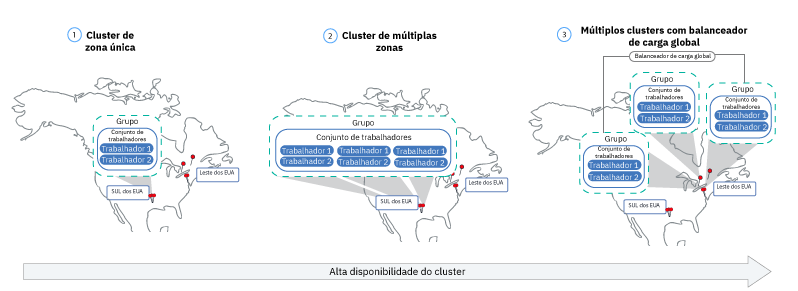 1
Cluster de
zona única
Grupo
Conjunto de
trabalhadores
Trabalhador 1
Trabalhador 2
SUL dos EUA
Leste dos EUA
2
Cluster de múltiplas
zonas
Grupo
Conjunto de trabalhadores
Trabalhador 1 Trabalhador 1 Trabalhador 1
Trabalhador 2 Trabalhador 2 Trabalhador 2
SUL dos EUA
Leste dos EUA
3
Múltiplos clusters com balanceador
de carga global
Balanceador de carga global
Grupo
Conjunto de
trabalhadores
Trabalhador 1
Trabalhador 2
Grupo
Conjunto de
trabalhadores
Trabalhador 1
Trabalhador 2
Grupo
Conjunto de
trabalhadores
Trabalhador 1
Trabalhador 2
SUL dos EUA
Leste dos EUA
Alta disponibilidade do cluster